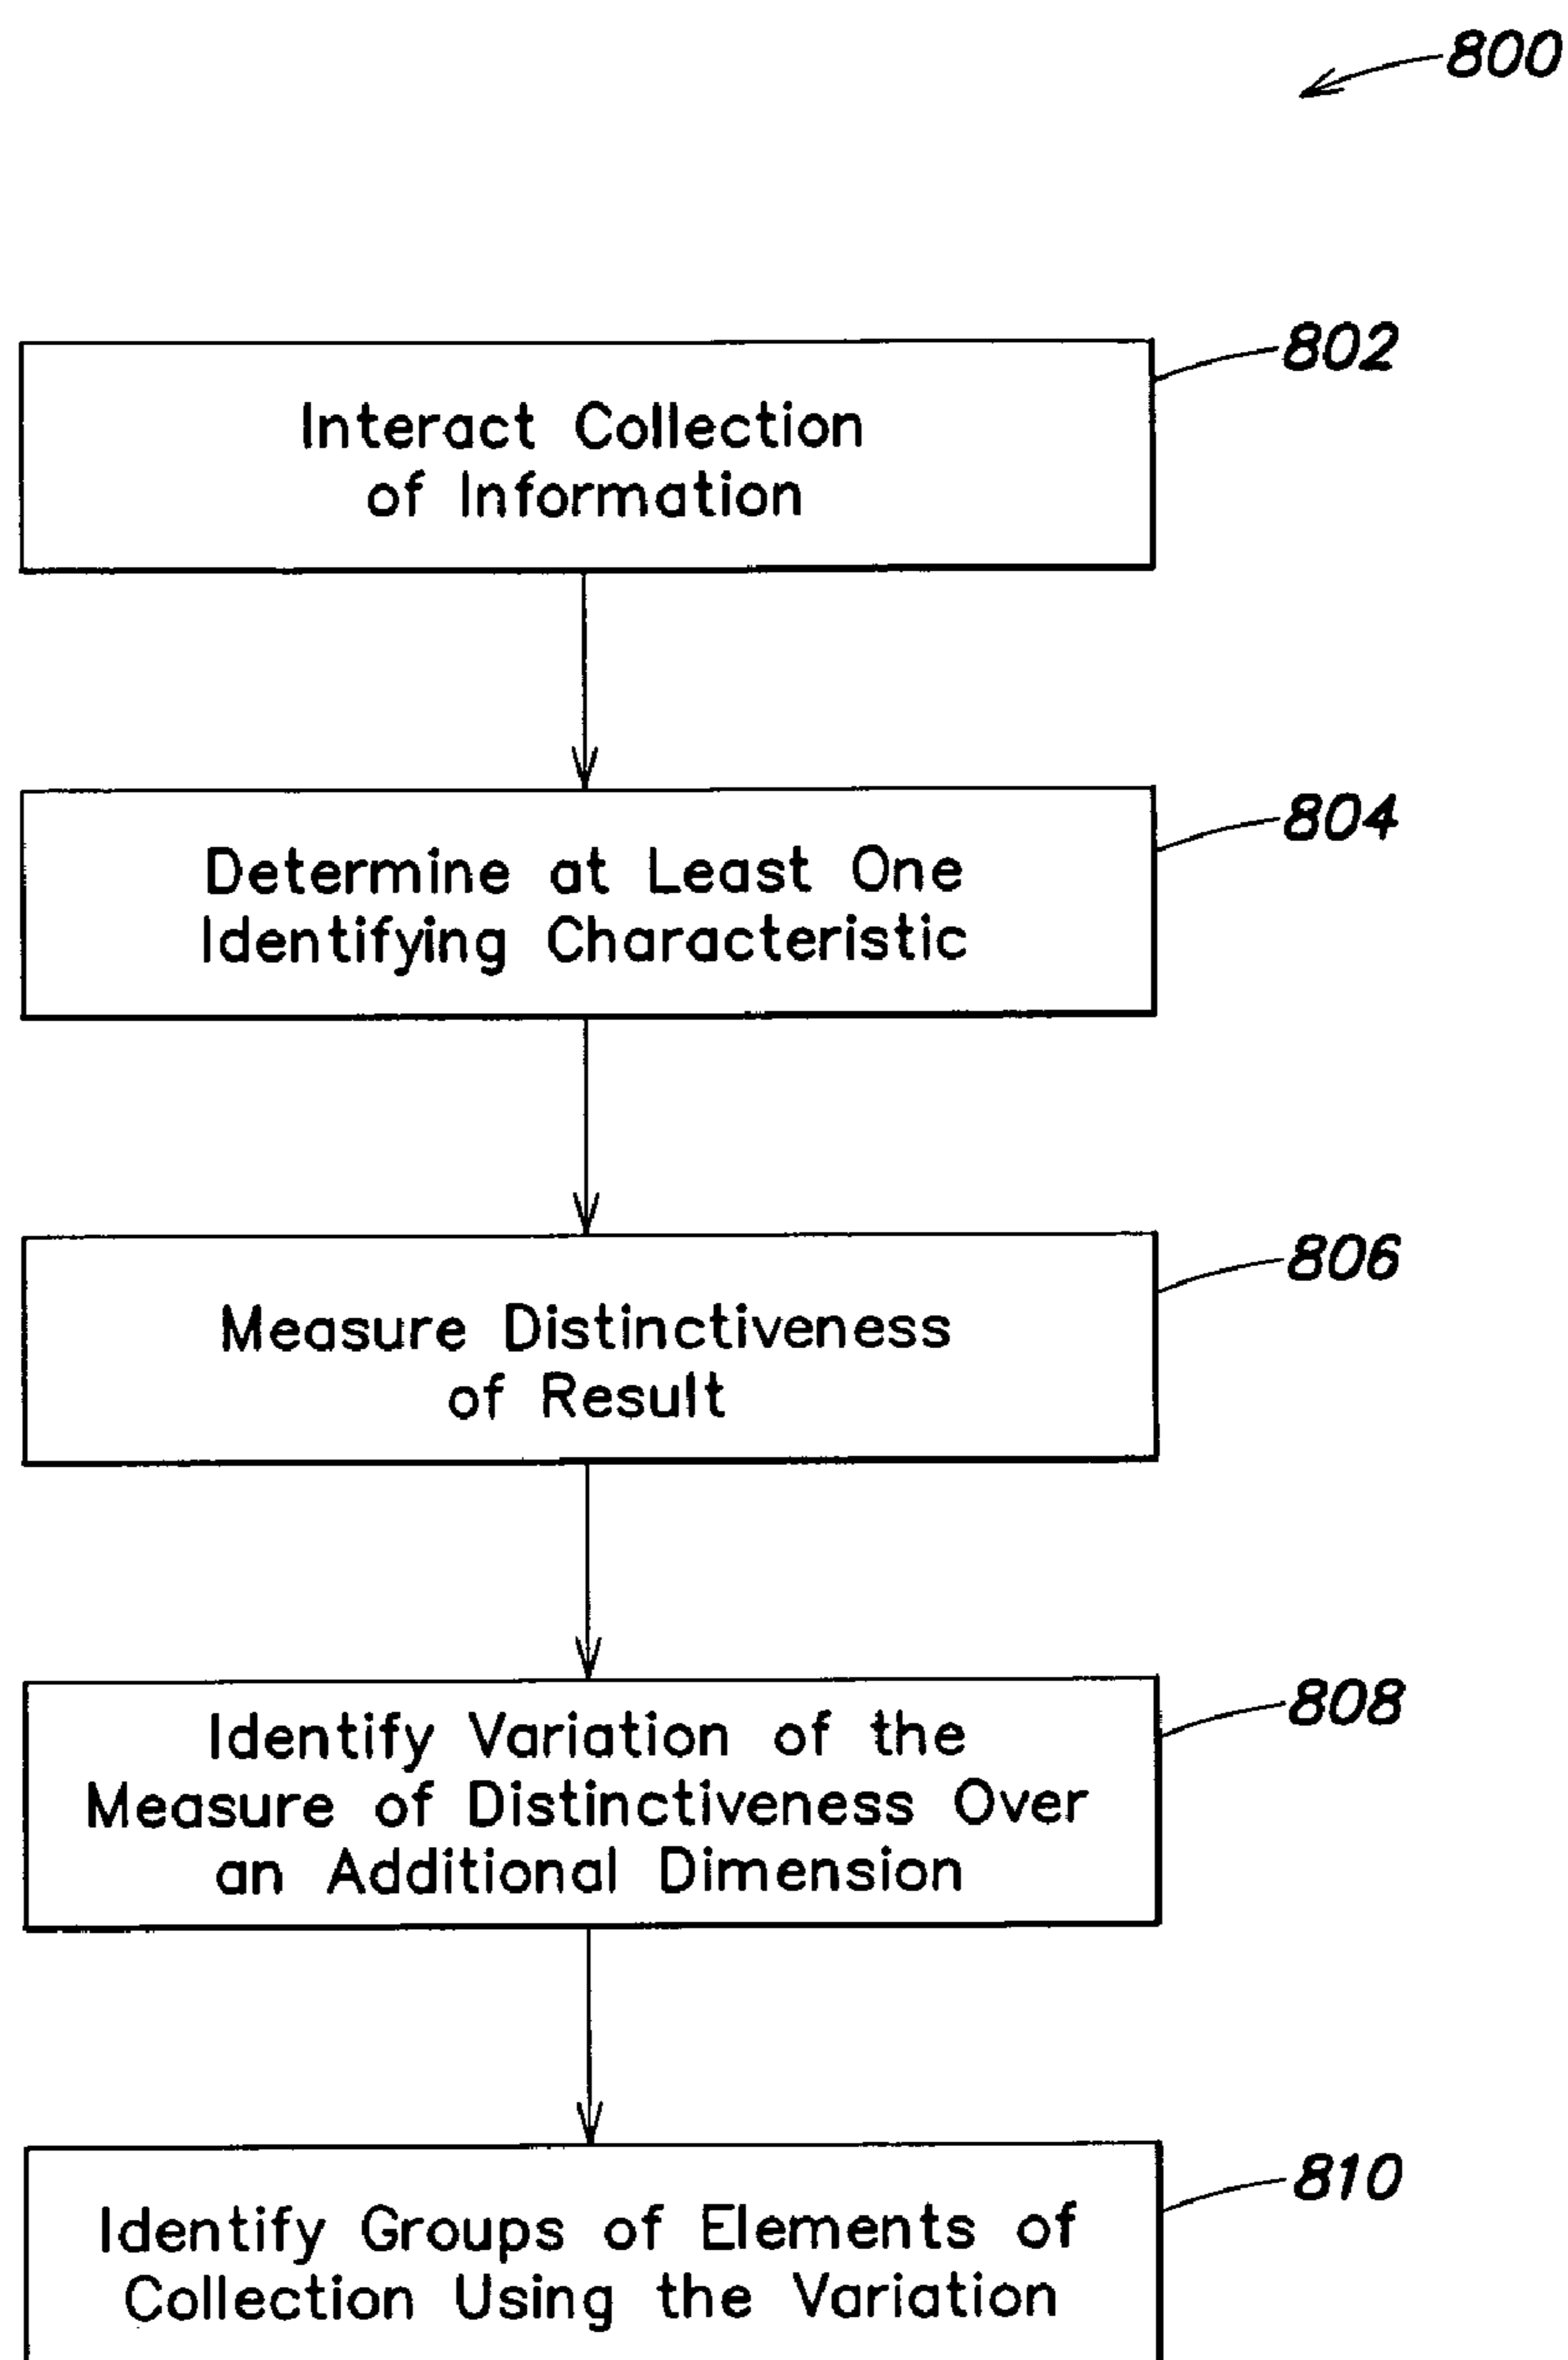 800
802
Interact Collection
of Information
804
Determine at Least One
Identifying Characteristic
806
Measure Distinctiveness
of Result
808
Identify Variation of the
Measure of Distinctiveness Over
an Additional Dimension
810
Identify Groups of Elements of
Collection Using the Variation